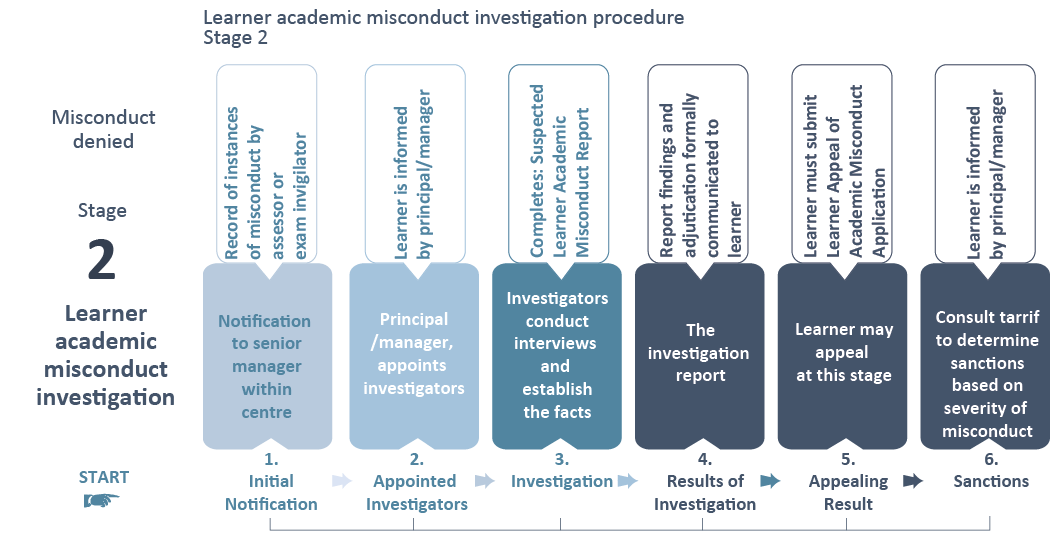 Learner academic misconduct investigation procedure
Stage 2
Misconduct
denied
Stage
2
Learner
academic
misconduct
investigation
START
Record of instances
of misconduct by
assessor or
exam invigilator
Notification
to senior
manager
within
centre
1.
Initial
Notification
Learner is informed
by principal/manager
Principal
/manager,
appoints
investigators
2.
Appointed
Investigators
Completes: Suspected
Learner Academic
Misconduct Report
Investigators
conduct
interviews
and
establish
the facts
3.
Investigation
Report findings and
adjutication formally
communicated to
learner
The
investigation
report
4.
Results of
Investigation
Learner must submit
Learner Appeal of
Academic Misconduct
Application
Learner may
appeal
at this stage
5.
Appealing
Result
Learner is informed
by principal/manager
Consult tarrif
to determine
sanctions
based on
severity of
misconduct
6.
Sanctions